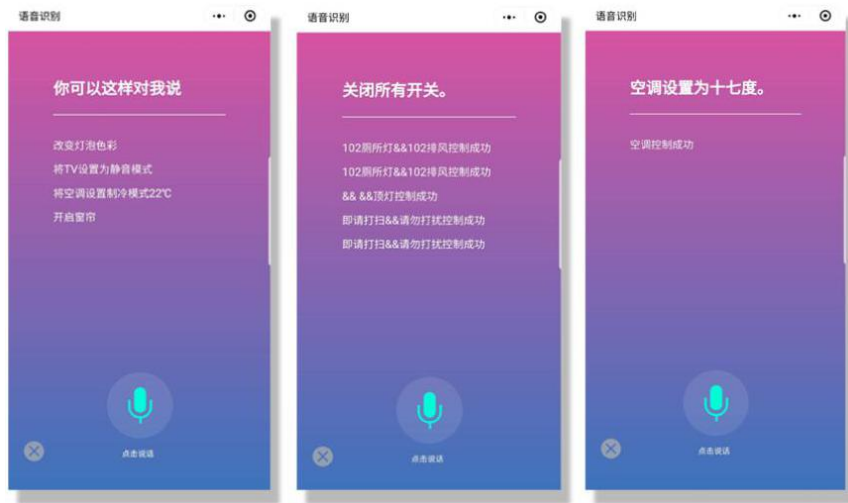 语音识别
你可以这样对我说
改变灯泡色彩
将TV设置为静音模式
将空调设置制冷模式22℃
开启窗帘
点击说话
语音识别
关闭所有开关。
102厕所灯&&102排风控制成功
102厕所灯&&102排风控制成功
&& &&顶灯控制成功
即请打扫&&请勿打扰控制成功
即请打扫&&请勿打扰控制成功
点击说话
语音识别
空调设置为十七度。
空调控制成功
点击说话